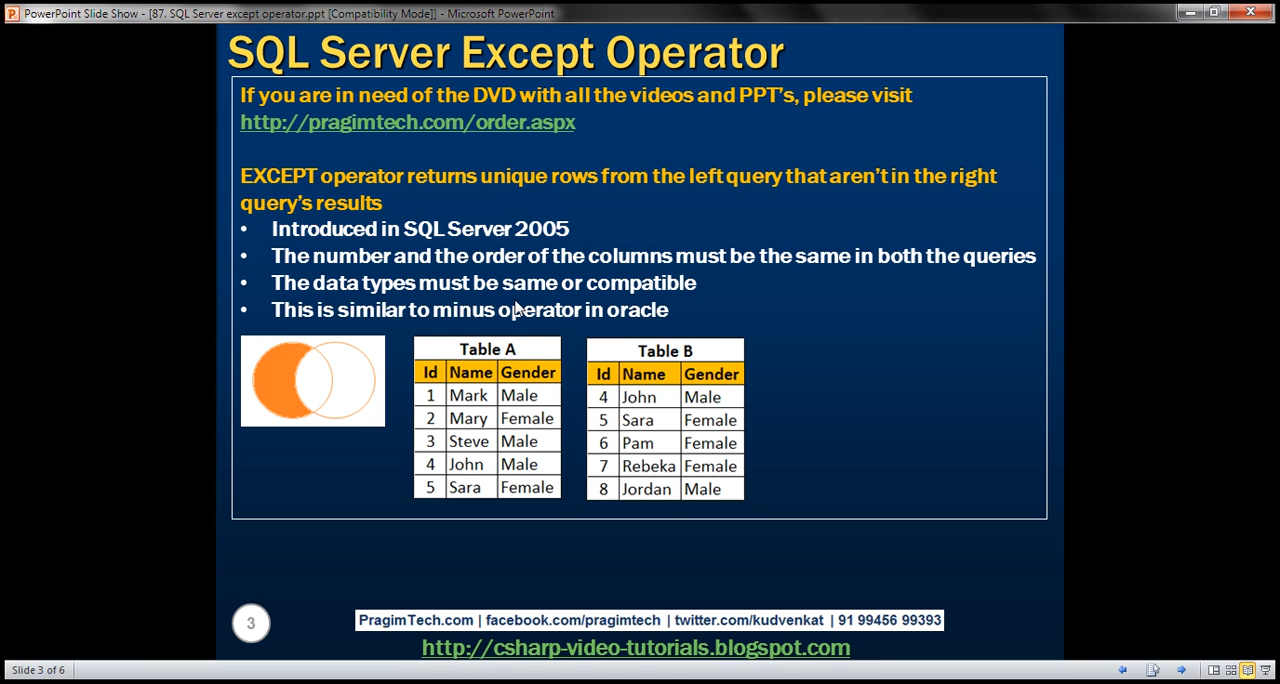 PowerPoint Slide Show - [87. SQL Server except operator.ppt [Compatibility Mode]] - Microsoft PowerPoint
SQL Server Except Operator
If you are in need of the DVD with all the videos and PPT's, please visit
http://pragimtech.com/order.aspx
EXCEPT operator returns unique rows from the left query that aren't in the right
query's results
• Introduced in SQL Server 2005
• The number and the order of the columns must be the same in both the queries
• The data types must be same or compatible
• This is similar to minus operator in oracle
Table A
Id Name Gender
1 Mark Male
2 Mary Female
3 Steve Male
4 John Male
5 Sara Female
Table B
Id Name Gender
4 John Male
5 Sara Female
6 Pam Female
7 Rebeka Female
8 Jordan Male
3
PragimTech.com | facebook.com/pragimtech | twitter.com/kudvenkat | 91 99456 99393
http://csharp-video-tutorials.blogspot.com
Slide 3 of 6